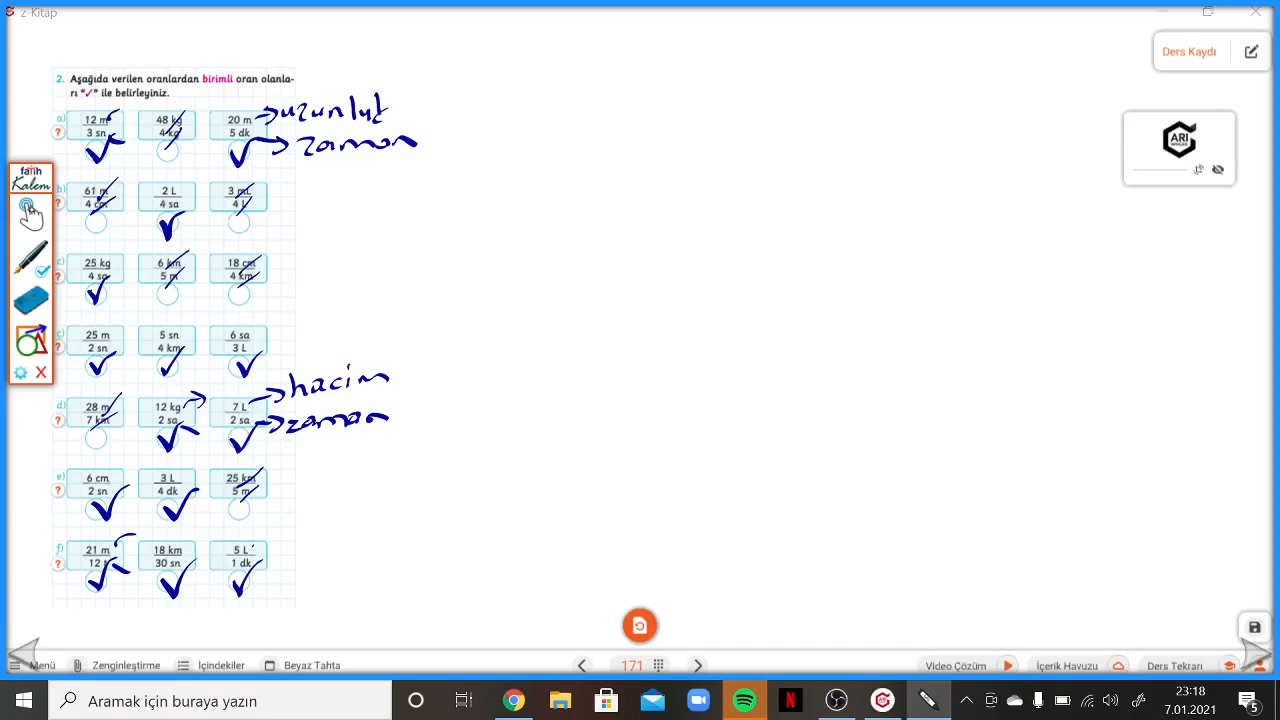 z-Kitap
Ders Kaydı
2. Aşağıda verilen oranlardan birimli oran olanla-
rı "✓" ile belirleyiniz.
a) 12 m 48 kg 20 m → uzunluk
? 3 sn 4 kg 5 dk → zaman
ARI
fatih
Kalem
b) 61 m 2 L 3 mL
? 4 cm 4 sa 4 L
c) 25 kg 6 km 18 cm
? 4 sa 5 m 4 km
ç) 25 m 5 sn 6 sa
? 2 sn 4 km 3 L
d) 28 m 12 kg 7 L → hacim
? 7 km 2 sa 2 sa → zaman
e) 6 cm 3 L 25 km
? 2 sn 4 dk 5 m
f) 21 m 18 km 5 L
? 12 30 sn 1 dk
Menü Zenginleştirme İçindekiler Beyaz Tahta 171 Video Çözüm İçerik Havuzu Ders Tekrarı
Aramak için buraya yazın
23:18
7.01.2021
5